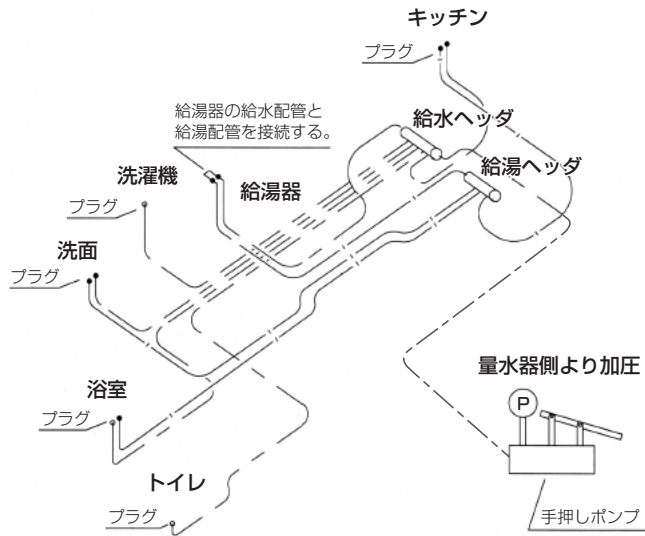 キッチン
プラグ
給湯器の給水配管と
給湯配管を接続する。
給水ヘッダ
給湯ヘッダ
洗濯機
給湯器
プラグ
洗面
プラグ
量水器側より加圧
浴室
P
プラグ
トイレ
プラグ
手押しポンプ